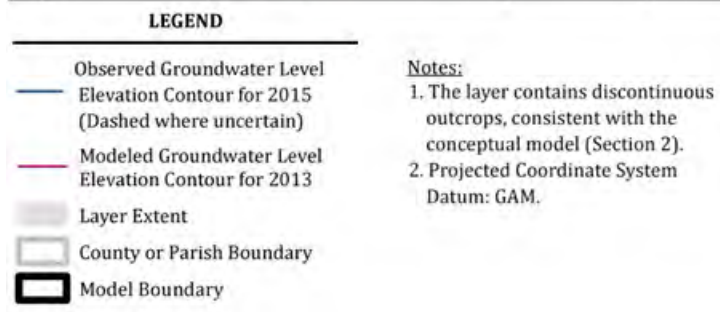 LEGEND
Observed Groundwater Level
Elevation Contour for 2015
(Dashed where uncertain)
Modeled Groundwater Level
Elevation Contour for 2013
Layer Extent
County or Parish Boundary
Model Boundary
Notes:
1. The layer contains discontinuous
outcrops, consistent with the
conceptual model (Section 2).
2. Projected Coordinate System
Datum: GAM.